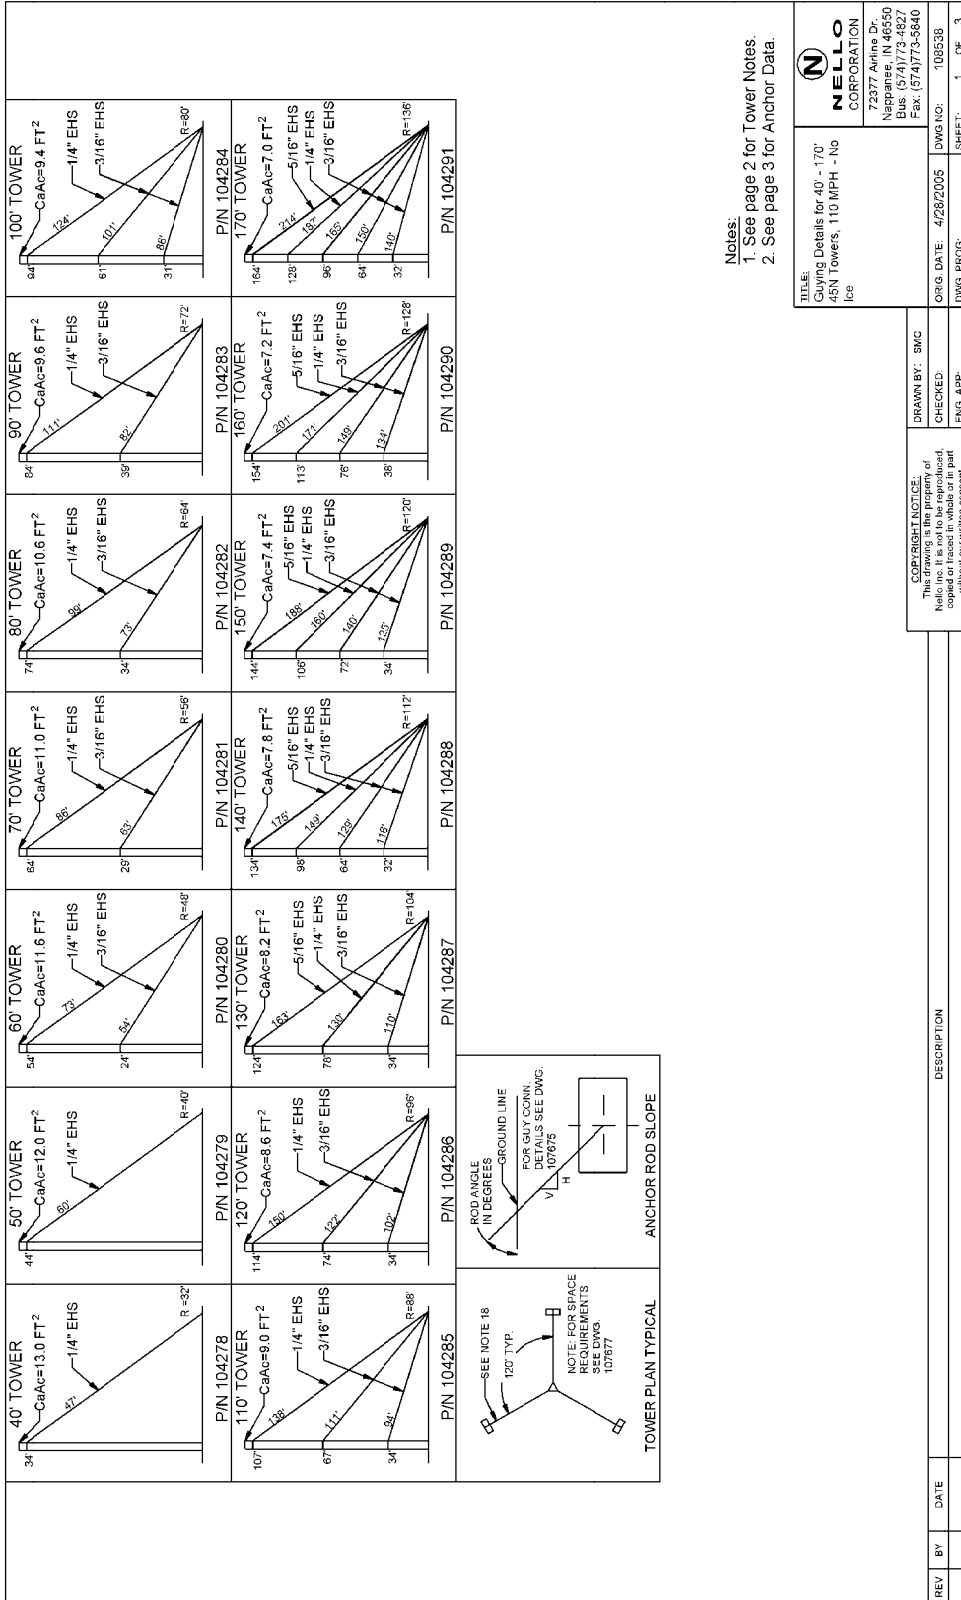 40' TOWER
CaAc=13.0 FT2
1/4" EHS
34'
47'
R =32'
P/N 104278
50' TOWER
CaAc=12.0 FT2
1/4" EHS
44'
60'
R=40'
P/N 104279
60' TOWER
CaAc=11.6 FT2
1/4" EHS
3/16" EHS
54'
24'
73'
54'
R=48'
P/N 104280
70' TOWER
CaAc=11.0 FT2
1/4" EHS
3/16" EHS
64'
29'
86'
63'
R=56'
P/N 104281
80' TOWER
CaAc=10.6 FT2
1/4" EHS
3/16" EHS
74'
34'
99'
73'
R=64'
P/N 104282
90' TOWER
CaAc=9.6 FT2
1/4" EHS
3/16" EHS
84'
39'
111'
82'
R=72'
P/N 104283
100' TOWER
CaAc=9.4 FT2
1/4" EHS
3/16" EHS
94'
61'
31'
124'
101'
86'
R=80'
P/N 104284
110' TOWER
CaAc=9.0 FT2
1/4" EHS
3/16" EHS
107'
67'
34'
138'
111'
94'
R=88'
P/N 104285
120' TOWER
CaAc=8.6 FT2
1/4" EHS
3/16" EHS
114'
74'
34'
150'
122'
102'
R=96'
P/N 104286
130' TOWER
CaAc=8.2 FT2
5/16" EHS
1/4" EHS
3/16" EHS
124'
78'
34'
163'
130'
110'
R=104'
P/N 104287
140' TOWER
CaAc=7.8 FT2
5/16" EHS
1/4" EHS
3/16" EHS
134'
98'
64'
32'
175'
149'
129'
118'
R=112'
P/N 104288
150' TOWER
CaAc=7.4 FT2
5/16" EHS
1/4" EHS
3/16" EHS
144'
106'
72'
34'
188'
160'
140'
125'
R=120'
P/N 104289
160' TOWER
CaAc=7.2 FT2
5/16" EHS
1/4" EHS
3/16" EHS
154'
113'
76'
38'
201'
171'
149'
134'
R=128'
P/N 104290
170' TOWER
CaAc=7.0 FT2
5/16" EHS
1/4" EHS
3/16" EHS
164'
128'
96'
64'
32'
214'
165'
150'
140'
R=136'
P/N 104291
SEE NOTE 18
120' TYP.
NOTE: FOR SPACE
REQUIREMENTS
SEE DWG.
107677
TOWER PLAN TYPICAL
ROD ANGLE
IN DEGREES
GROUND LINE
FOR GUY CONN.
DETAILS SEE DWG.
107675
V
H
ANCHOR ROD SLOPE
Notes:
1. See page 2 for Tower Notes.
2. See page 3 for Anchor Data.
REV
BY
DATE
DESCRIPTION
COPYRIGHT NOTICE:
This drawing is the property of
Nello Inc. It is not to be reproduced,
copied or traced in whole or in part
without our written consent
DRAWN BY: SMC
CHECKED:
ENG. APP:
TITLE:
Guying Details for 40' - 170'
45N Towers, 110 MPH - No
Ice
ORIG. DATE: 4/28/2005
DWG. PROG:
N
NELLO
CORPORATION
72377 Airline Dr.
Nappanee, IN 46550
Bus: (574)773-4827
Fax: (574)773-5840
DWG NO: 108538
SHEET: 1 OF 3